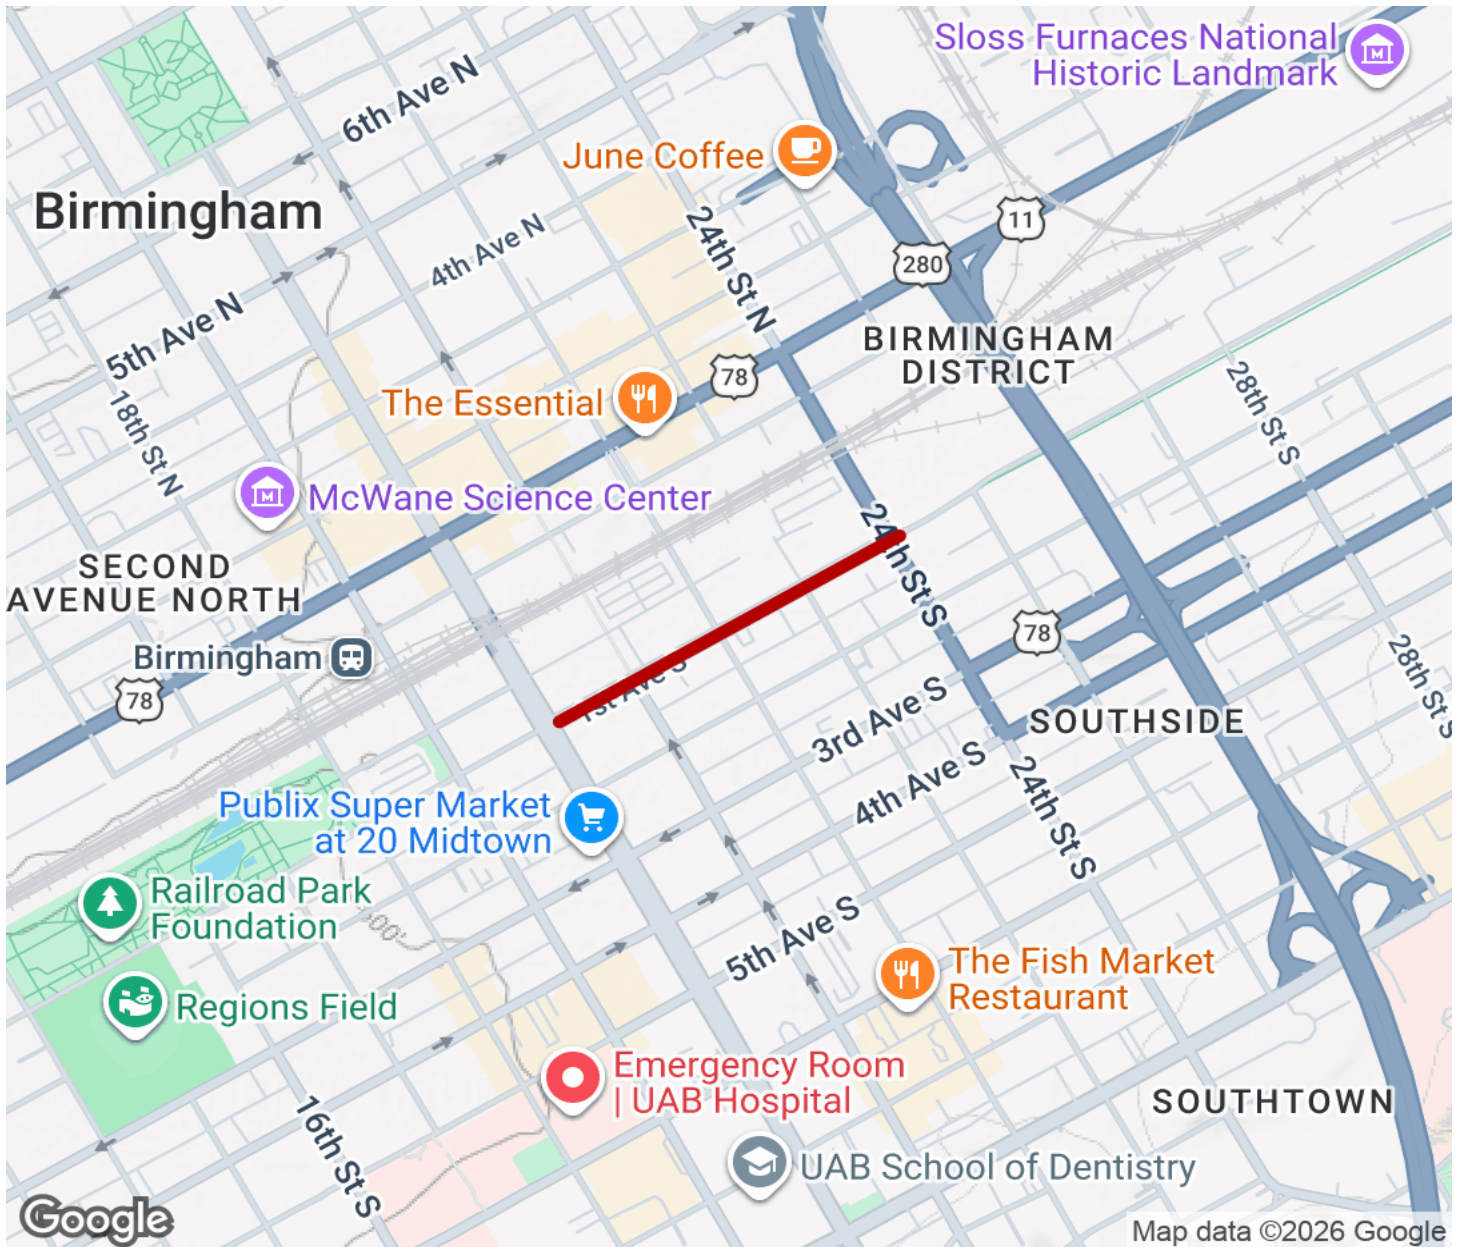 Sloss Furnaces National
Historic Landmark
6th Ave N
June Coffee
Birmingham
11
24th St N
4th Ave N
280
5th Ave N
BIRMINGHAM
DISTRICT
78
28th St S
The Essential
18th St N
McWane Science Center
24th St S
SECOND
AVENUE NORTH
Birmingham
78
78
28th St S
1st Ave S
3rd Ave S
SOUTHSIDE
4th Ave S
24th St S
Publix Super Market
at 20 Midtown
Railroad Park
Foundation
5th Ave S
The Fish Market
Restaurant
Regions Field
Emergency Room
| UAB Hospital
16th St S
SOUTHTOWN
UAB School of Dentistry
Google
Map data ©2026 Google